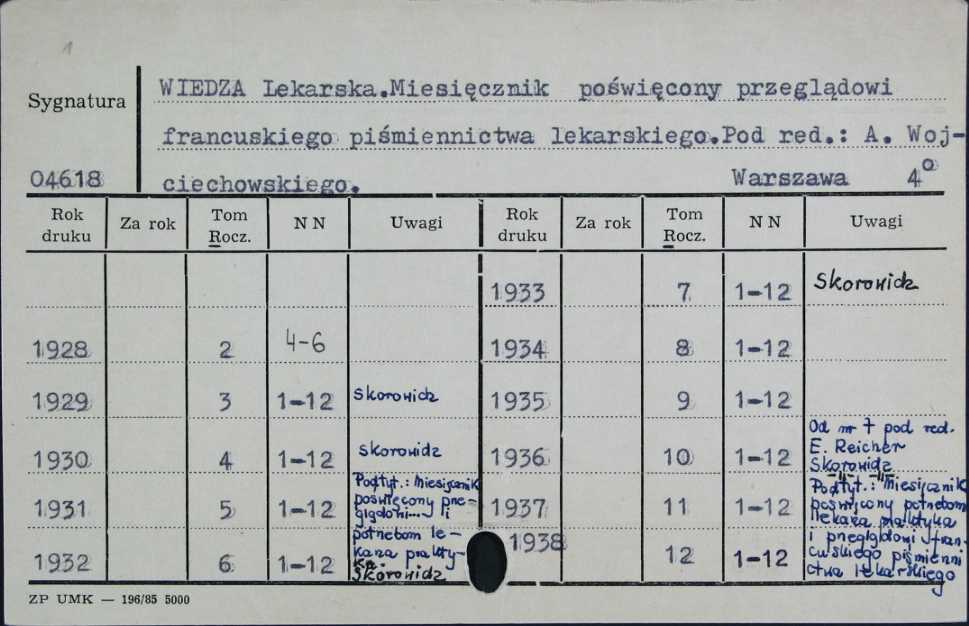 1
Sygnatura
WIEDZA Lekarska.Miesięcznik poświęcony przeglądowi
francuskiego piśmiennictwa lekarskiego.Pod red.: A. Woj-
04618
ciechowskiego. Warszawa 4o
Rok druku Za rok Tom Rocz. N N Uwagi Rok druku Za rok Tom Rocz. N N Uwagi
1933 7 1-12 Skorowidz
1928 2 4-6 1934 8 1-12
1929 3 1-12 Skorowidz 1935 9 1-12
1930 4 1-12 Skorowidz 1936 10 1-12
Od nr 7 pod red.
E. Reicher
Skorowidz
1931 5 1-12
Podtyt.: Miesięcznik
poświęcony prze-
glądowi... i
potrzebom le-
karza prakty-
ka.
Skorowidz
1937 11 1-12
-||- -||-
Podtyt.: Miesięcznik
poświęcony potrzebom
lekarza praktyka
i przeglądowi fran-
cuskiego piśmienni
ctwa lekarskiego
1932 6 1-12 1938 12 1-12
ZP UMK — 196/85 5000